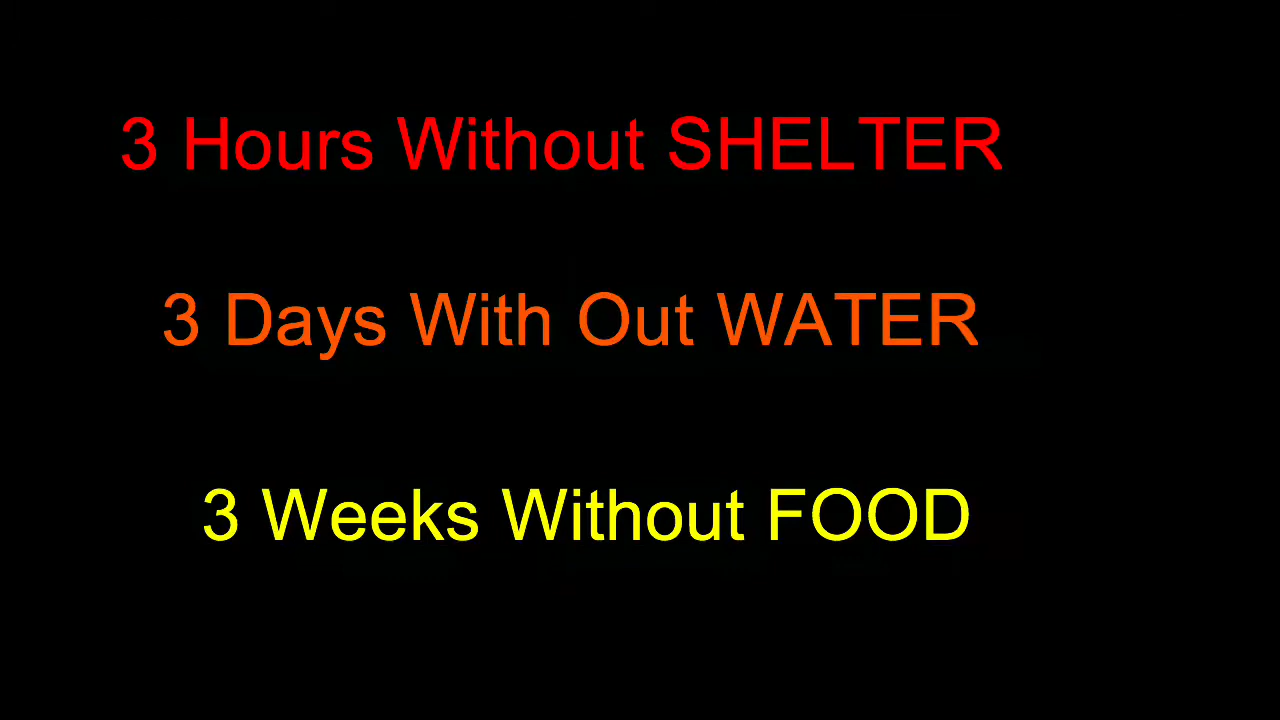 3 Hours Without SHELTER
3 Days With Out WATER
3 Weeks Without FOOD